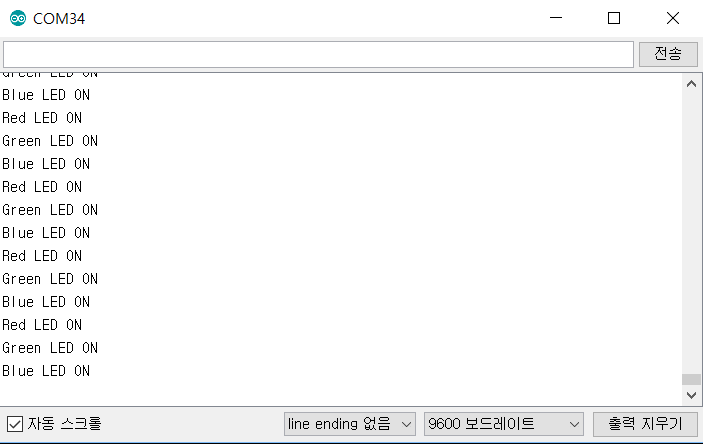 COM34
전송
Green LED ON
Blue LED ON
Red LED ON
Green LED ON
Blue LED ON
Red LED ON
Green LED ON
Blue LED ON
Red LED ON
Green LED ON
Blue LED ON
Red LED ON
Green LED ON
Blue LED ON
자동 스크롤
line ending 없음
9600 보드레이트
출력 지우기